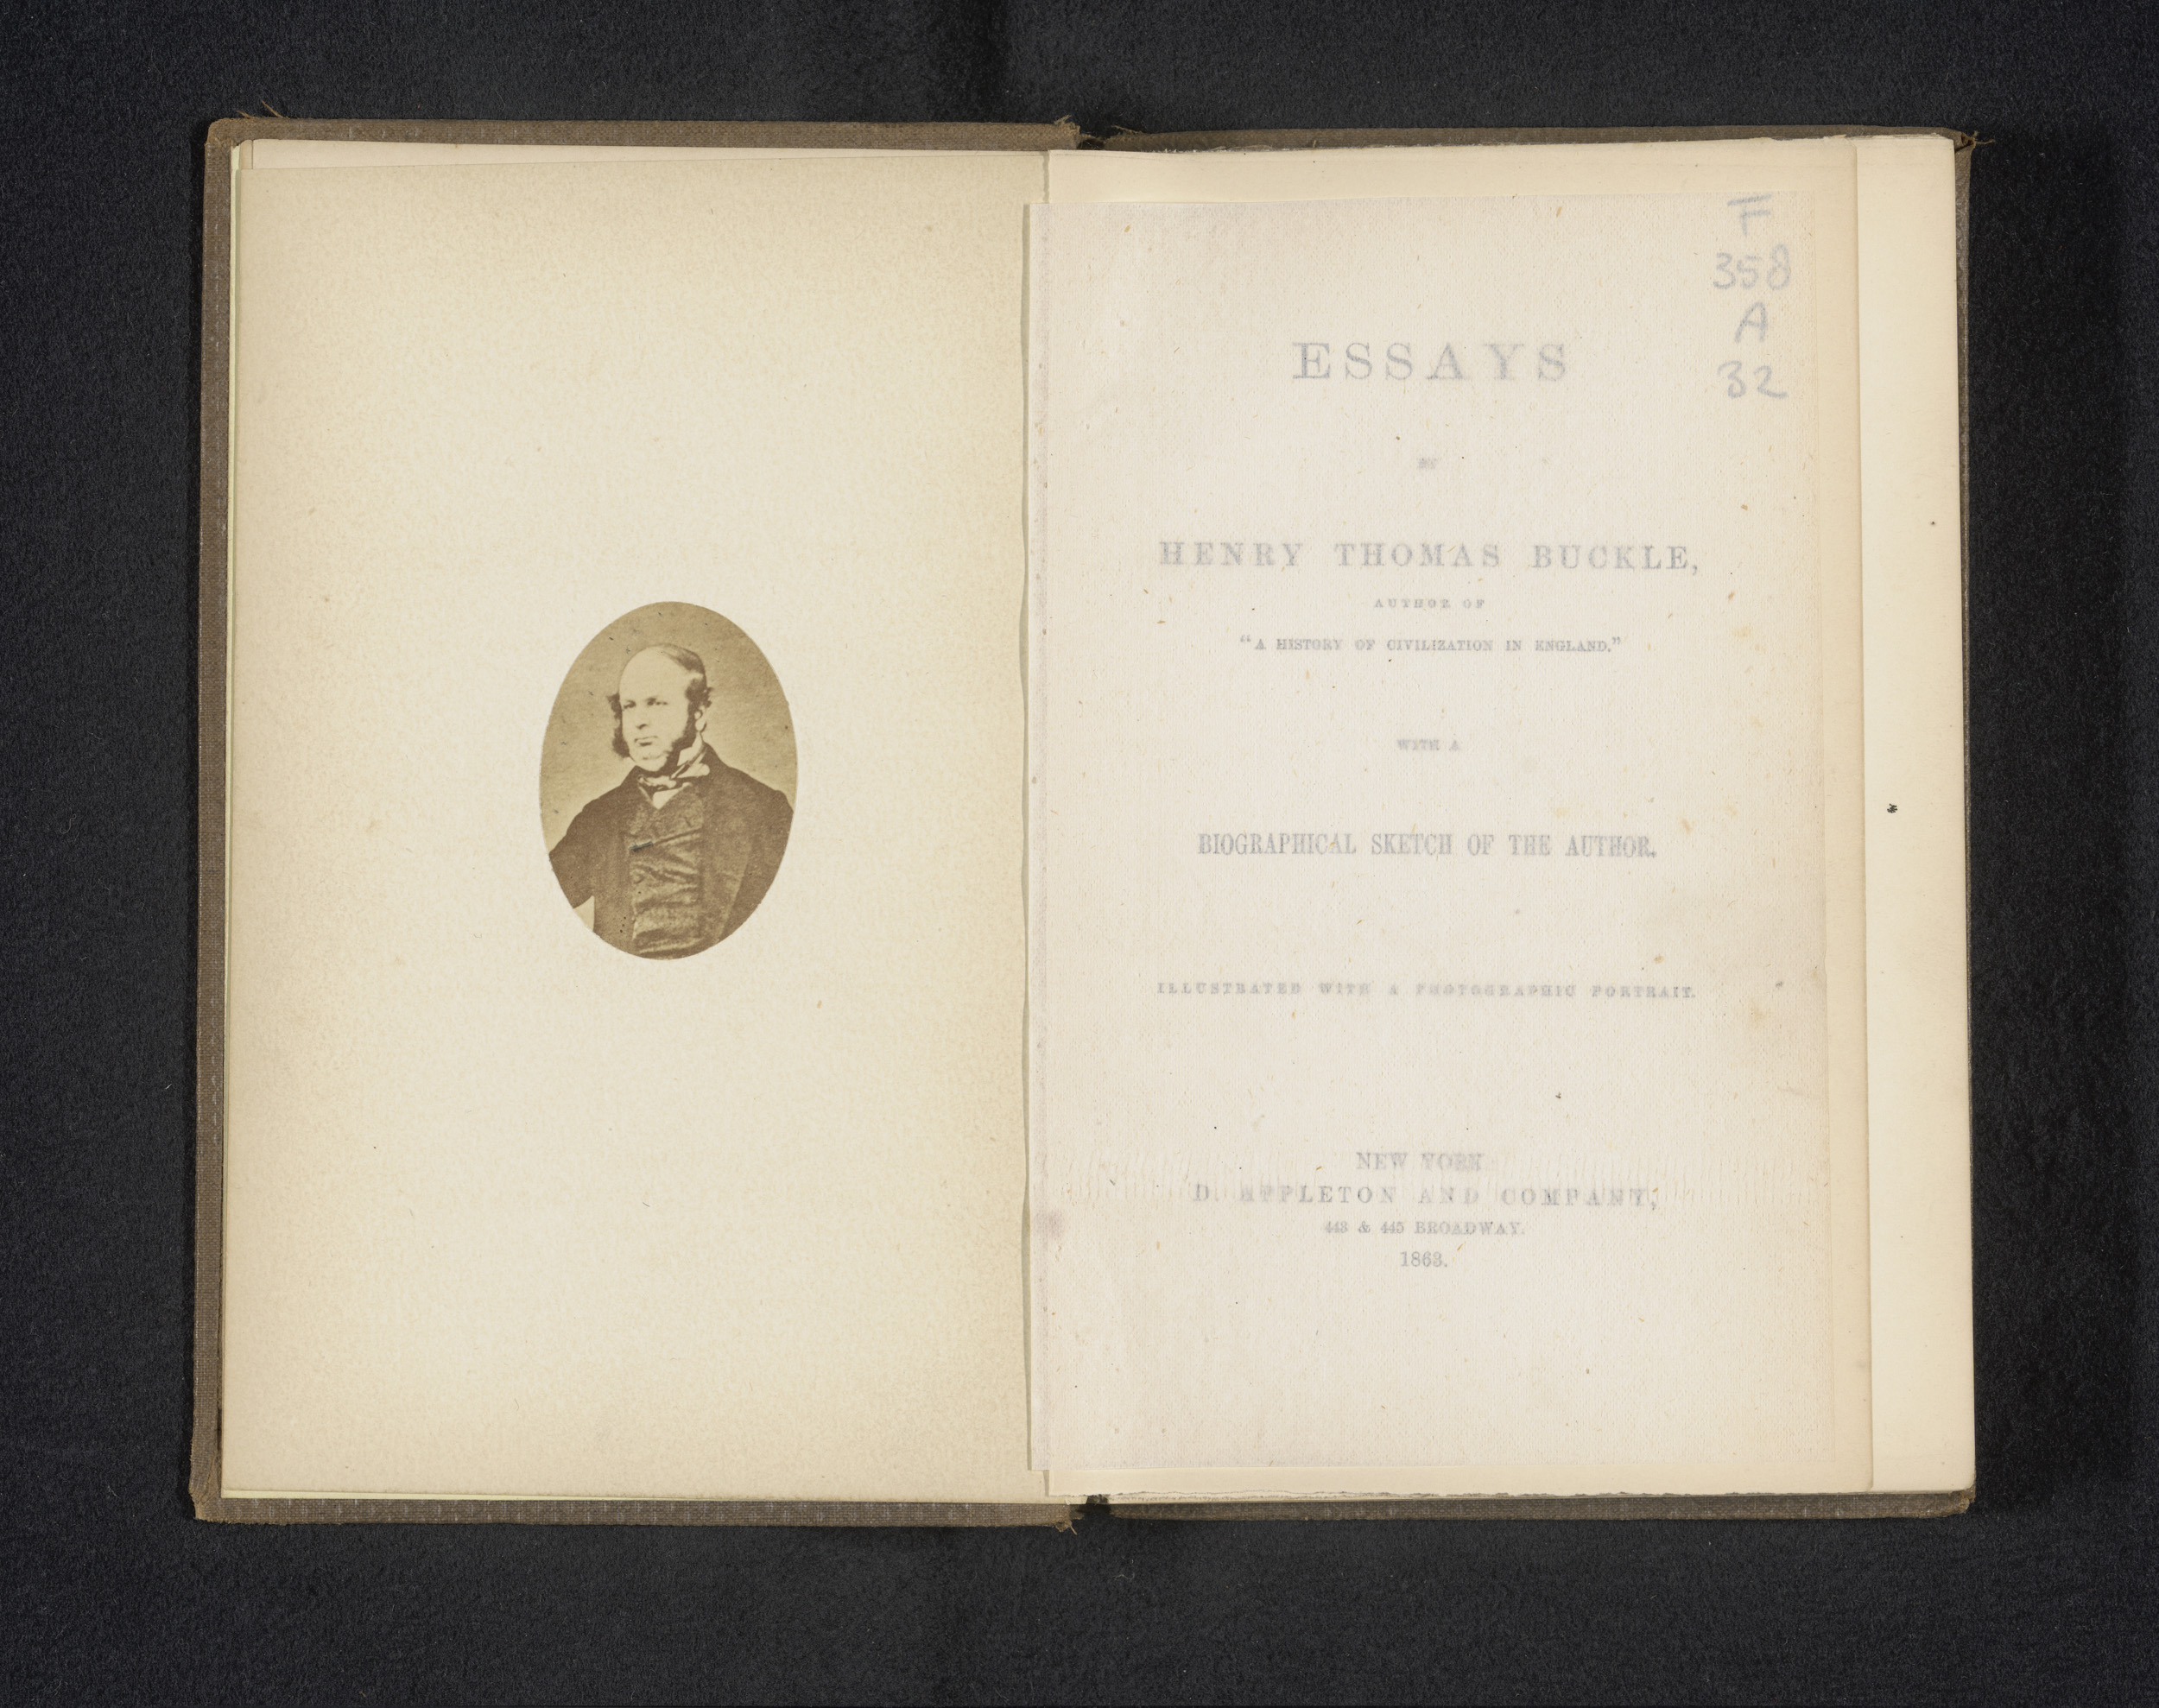 F
358
A
32
ESSAYS
BY
HENRY THOMAS BUCKLE,
AUTHOR OF
"A HISTORY OF CIVILIZATION IN ENGLAND."
WITH A
BIOGRAPHICAL SKETCH OF THE AUTHOR.
ILLUSTRATED WITH A PHOTOGRAPHIC PORTRAIT.
NEW YORK
D. APPLETON AND COMPANY,
443 & 445 BROADWAY.
1863.